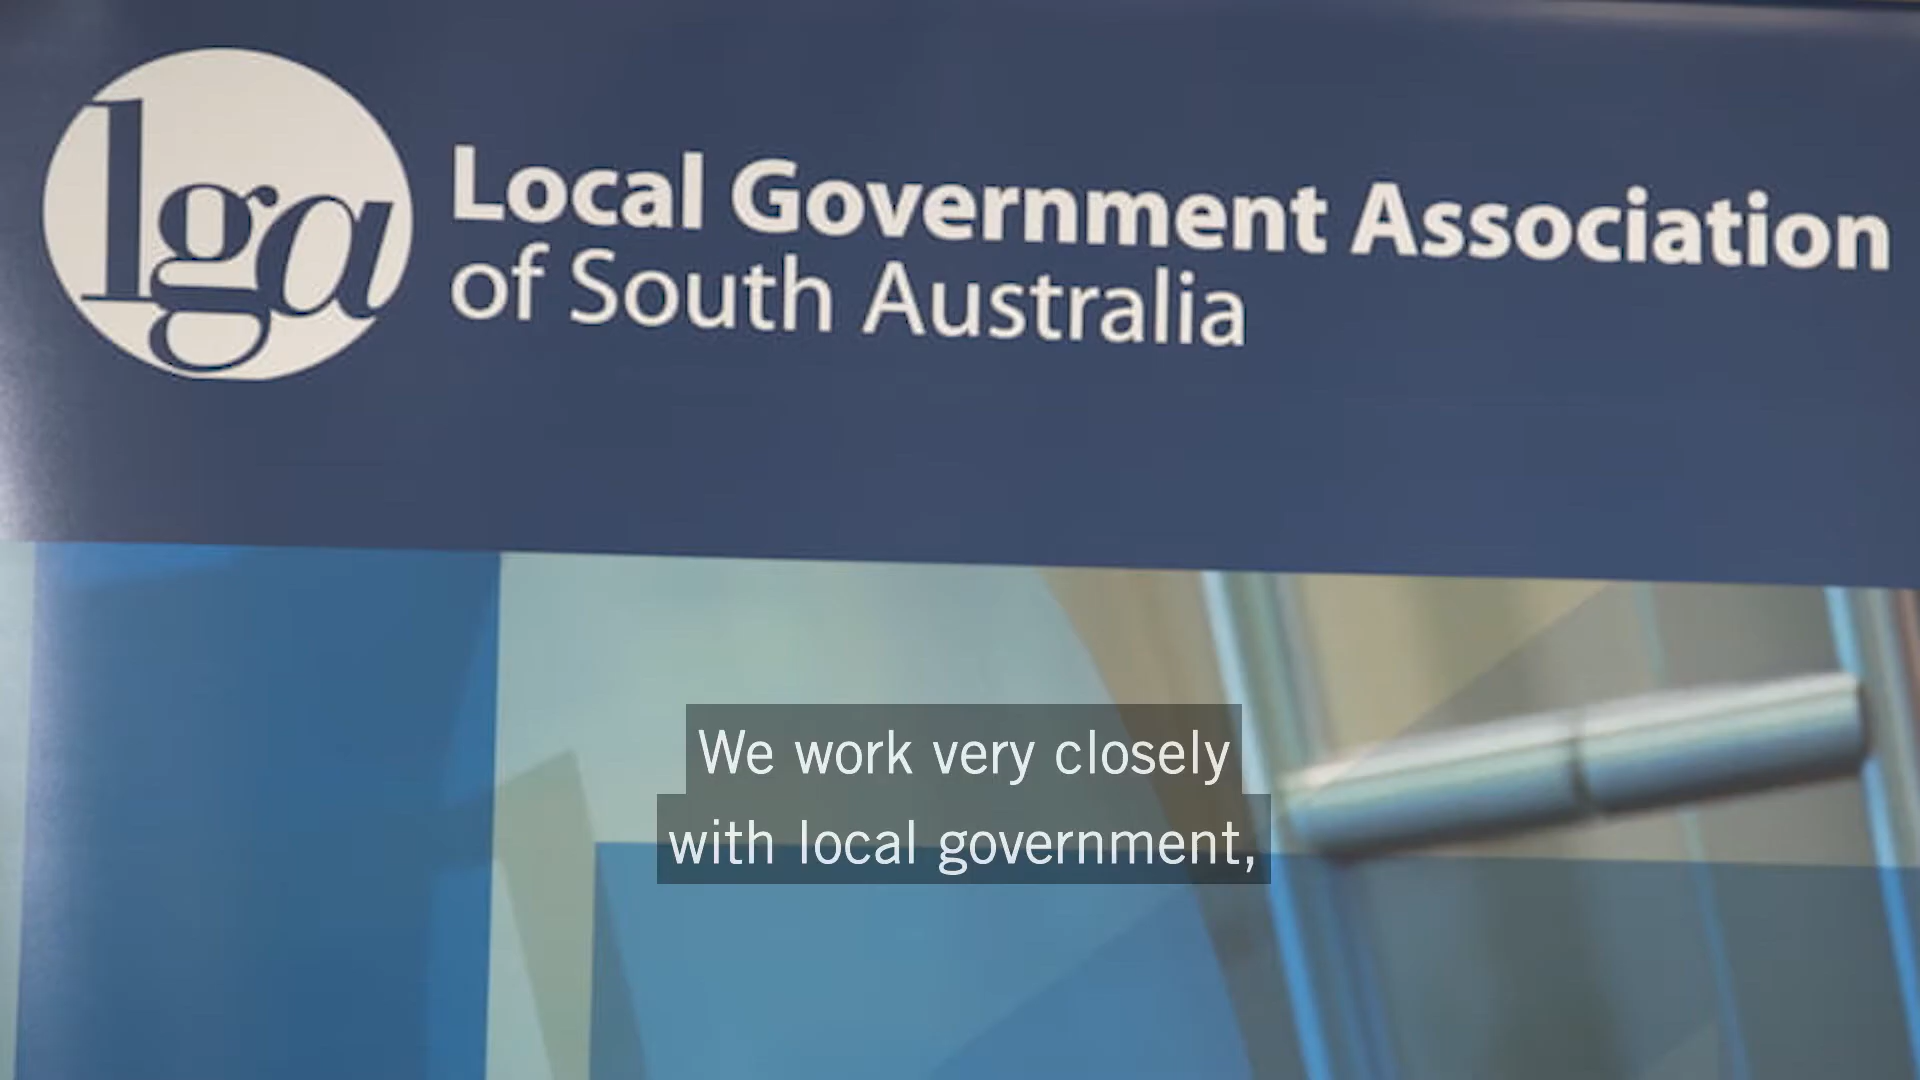 lga
Local Government Association
of South Australia
We work very closely
with local government,